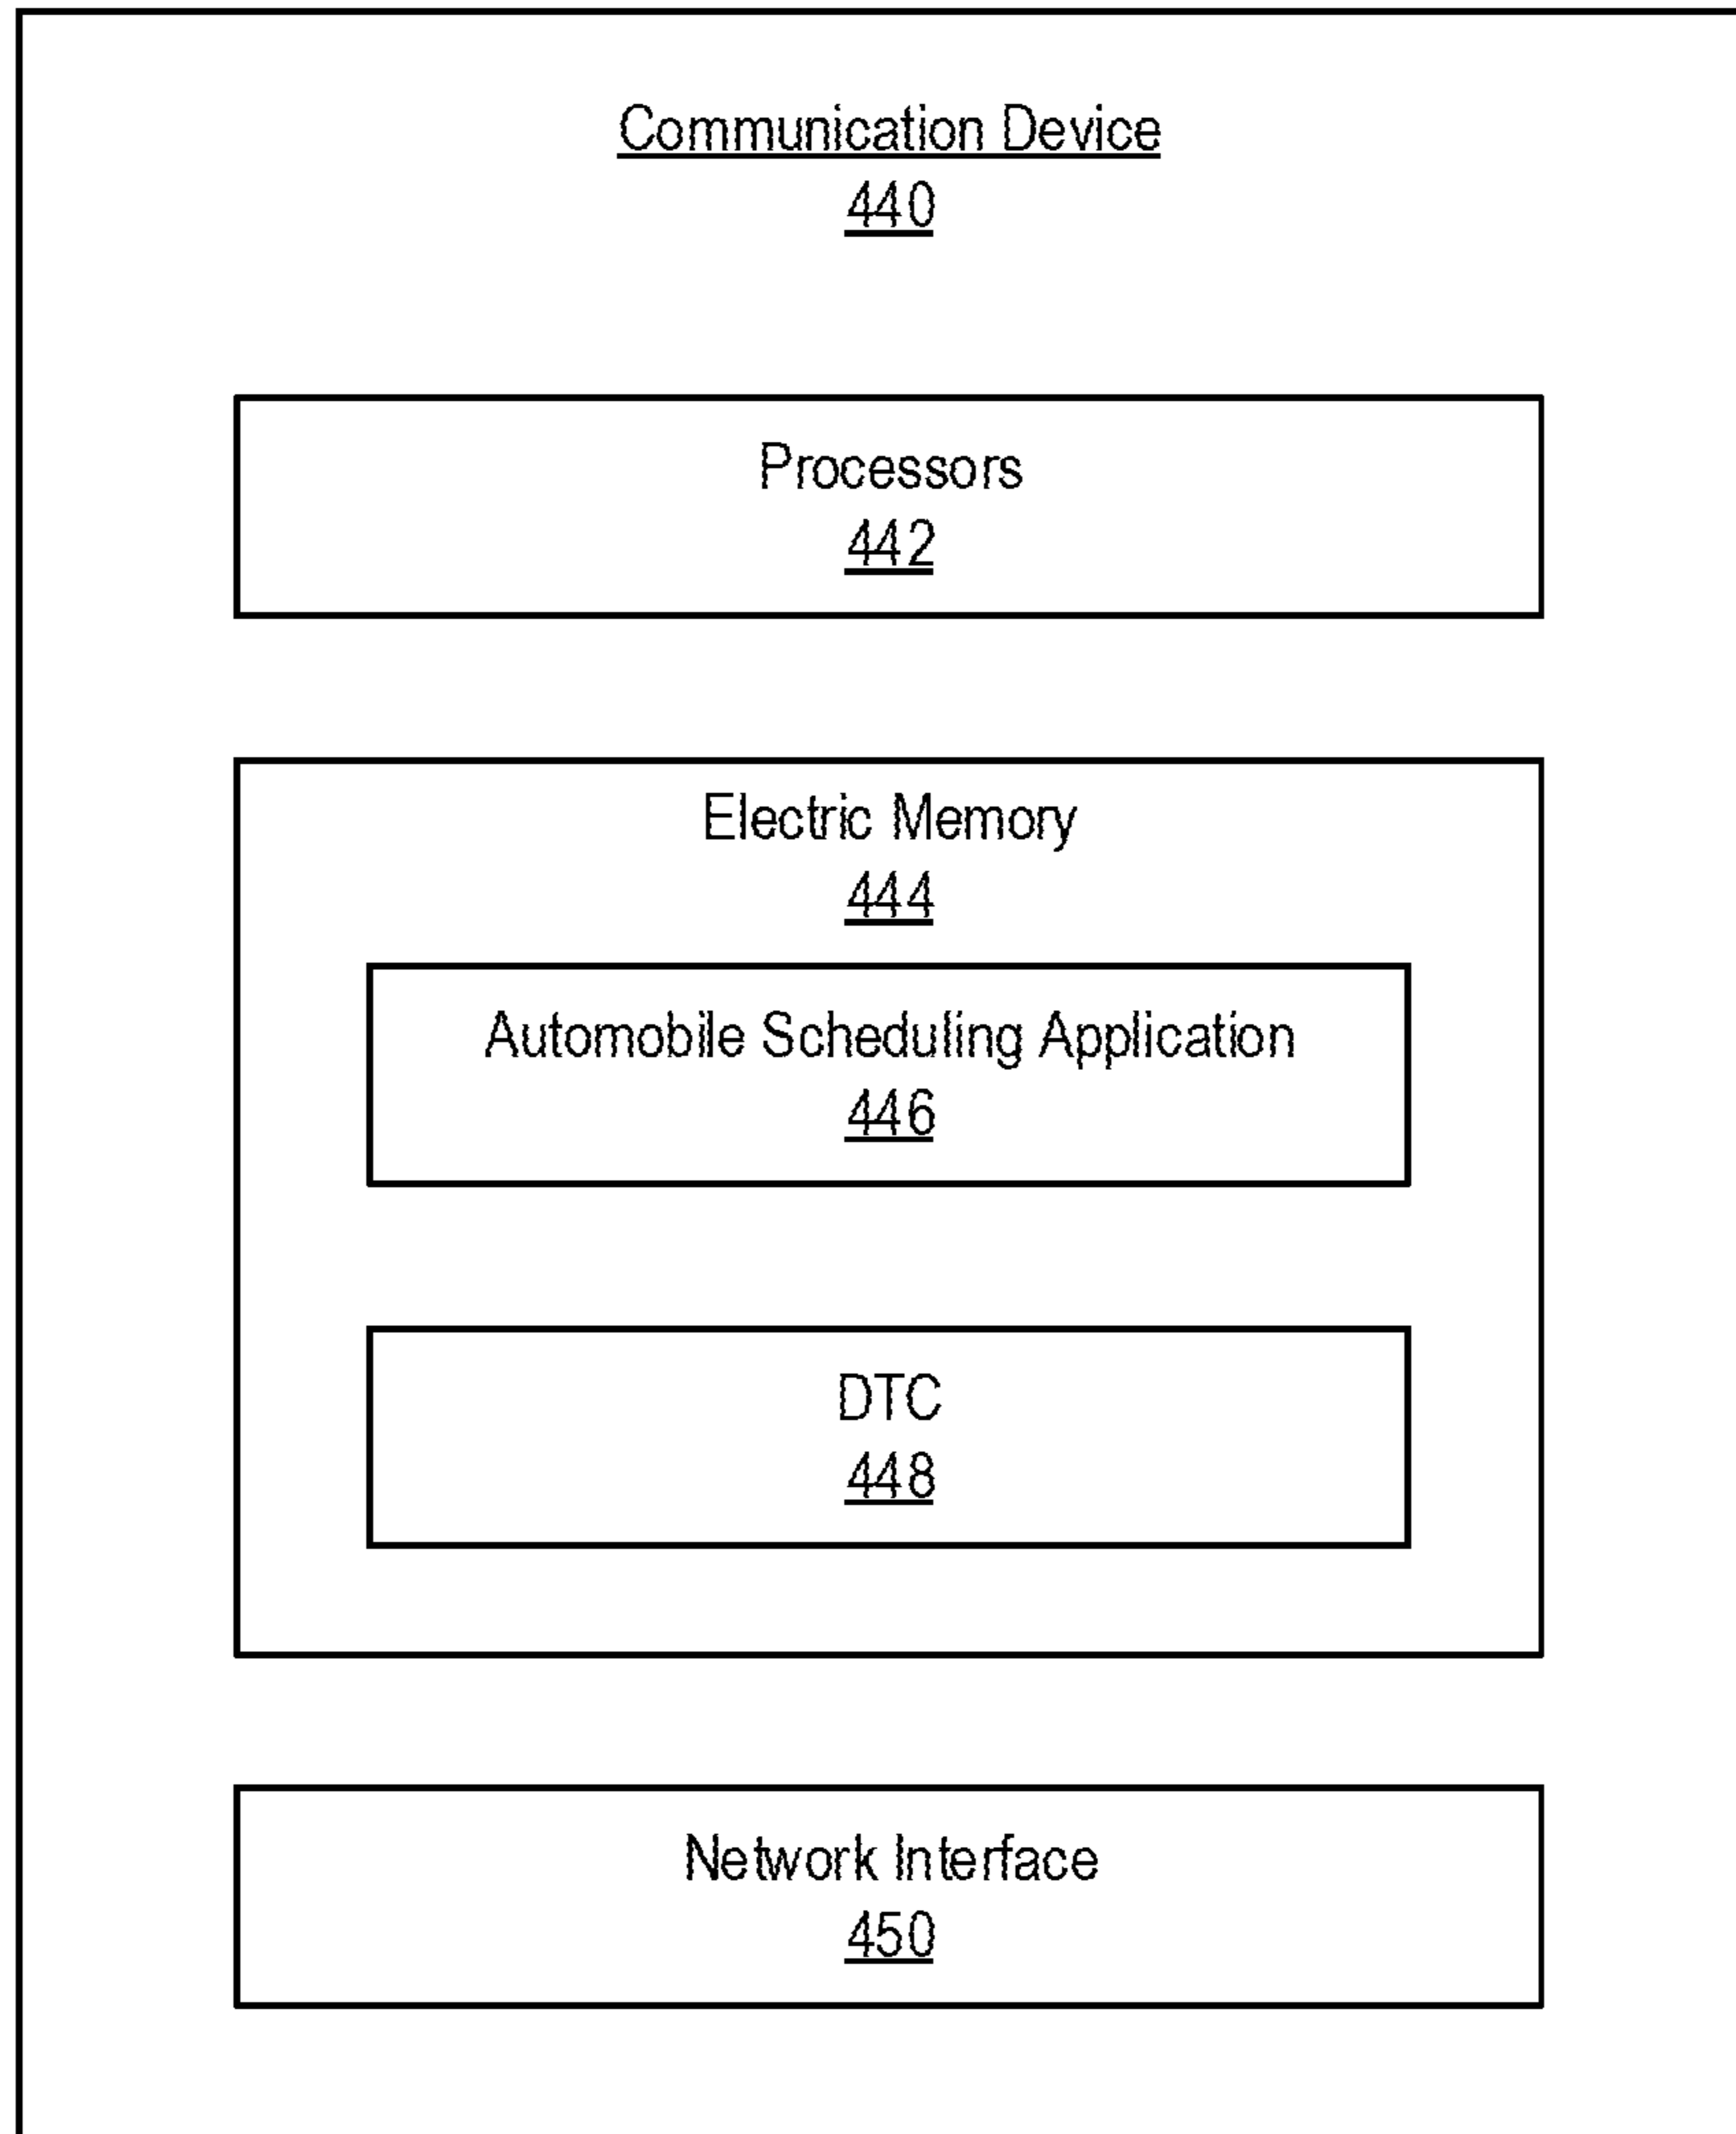 Communication Device
440
Processors
442
Electric Memory
444
Automobile Scheduling Application
446
DTC
448
Network Interface
450